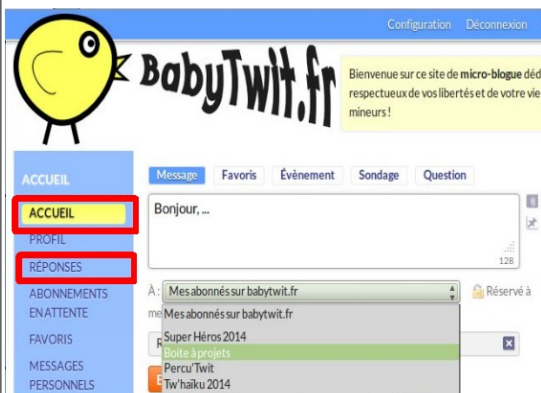 Configuration Déconnexion
BabyTwit.fr
Bienvenue sur ce site de micro-blogue déd
respectueux de vos libertés et de votre vie
mineurs !
ACCUEIL
ACCUEIL
PROFIL
RÉPONSES
ABONNEMENTS
EN ATTENTE
FAVORIS
MESSAGES
PERSONNELS
Message Favoris Évènement Sondage Question
Bonjour, ...
128
À : Mes abonnés sur babytwit.fr Réservé à
me Mes abonnés sur babytwit.fr
Super Héros 2014
Boite à projets
Percu'Twit
Tw'haïku 2014